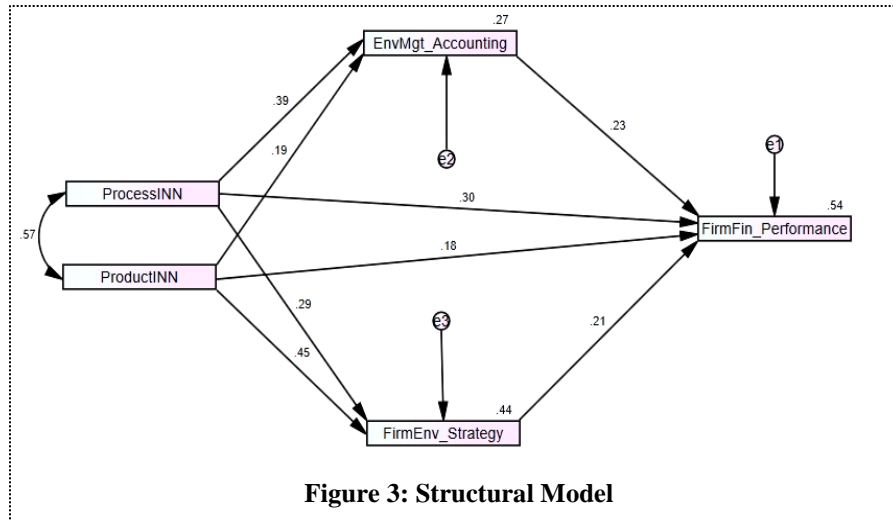 .27
EnvMgt_Accounting
.39
.23
e2
e1
.19
ProcessINN
.30
.54
FirmFin_Performance
.57
.18
ProductINN
.29
e3
.21
.45
.44
FirmEnv_Strategy
Figure 3: Structural Model